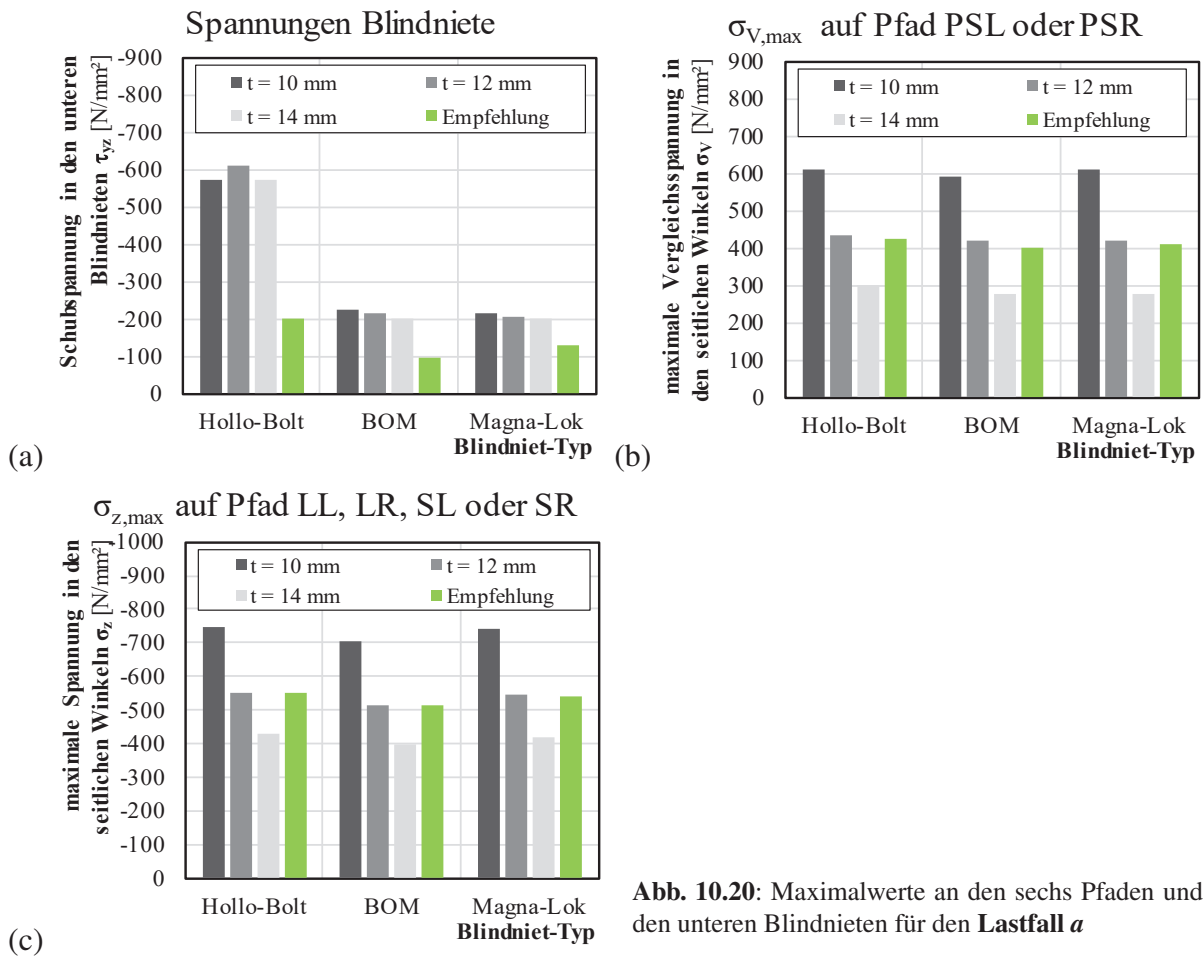 Spannungen Blindniete
Schubspannung in den unteren
Blindnieten τyz [N/mm²]
-900
-800
-700
-600
-500
-400
-300
-200
-100
0
t = 10 mm
t = 12 mm
t = 14 mm
Empfehlung
Hollo-Bolt
BOM
Magna-Lok
Blindniet-Typ
(a)
σV,max auf Pfad PSL oder PSR
maximale Vergleichsspannung in
den seitlichen Winkeln σV [N/mm²]
900
800
700
600
500
400
300
200
100
0
t = 10 mm
t = 12 mm
t = 14 mm
Empfehlung
Hollo-Bolt
BOM
Magna-Lok
Blindniet-Typ
(b)
σz,max auf Pfad LL, LR, SL oder SR
maximale Spannung in den
seitlichen Winkeln σz [N/mm²]
-1000
-900
-800
-700
-600
-500
-400
-300
-200
-100
0
t = 10 mm
t = 12 mm
t = 14 mm
Empfehlung
Hollo-Bolt
BOM
Magna-Lok
Blindniet-Typ
(c)
Abb. 10.20: Maximalwerte an den sechs Pfaden und
den unteren Blindnieten für den Lastfall a